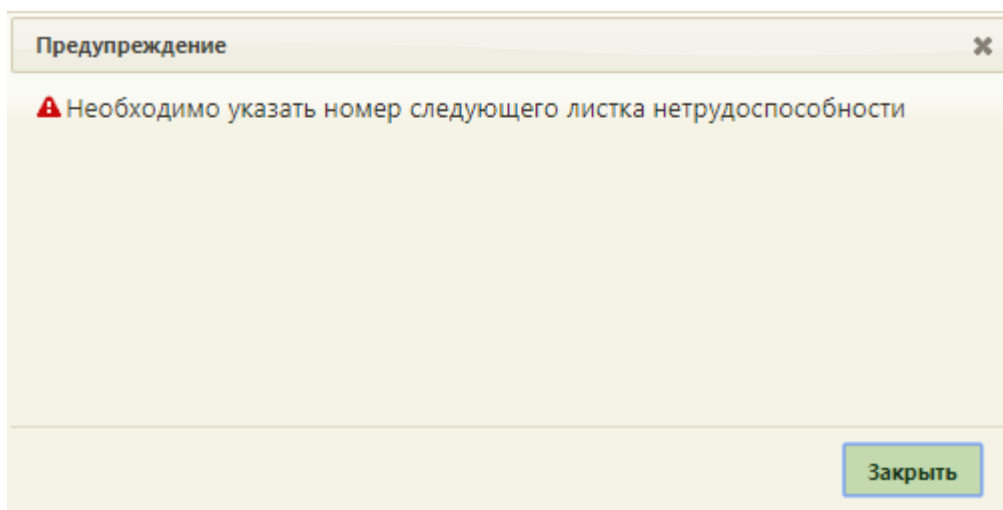 Предупреждение
Необходимо указать номер следующего листка нетрудоспособности
Закрыть